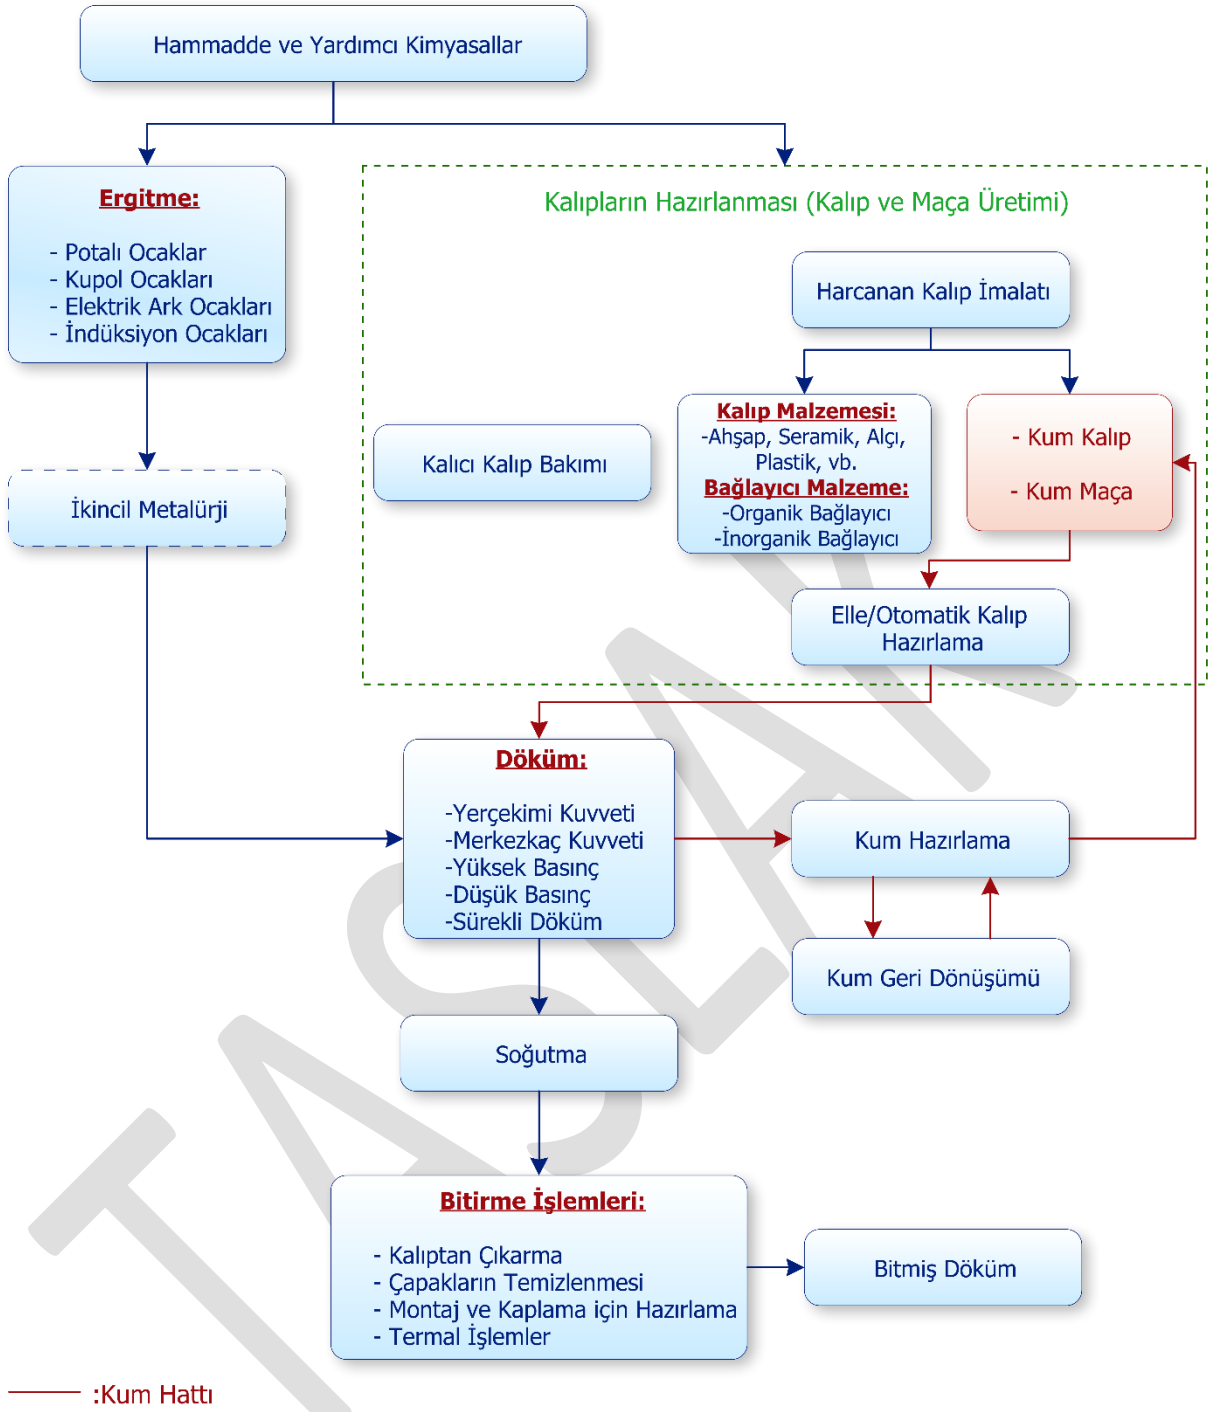 Hammadde ve Yardımcı Kimyasallar
Ergitme:
- Potalı Ocaklar
- Kupol Ocakları
- Elektrik Ark Ocakları
- İndüksiyon Ocakları
İkincil Metalürji
Kalıpların Hazırlanması (Kalıp ve Maça Üretimi)
Harcanan Kalıp İmalatı
Kalıcı Kalıp Bakımı
Kalıp Malzemesi:
-Ahşap, Seramik, Alçı,
Plastik, vb.
Bağlayıcı Malzeme:
-Organik Bağlayıcı
-İnorganik Bağlayıcı
- Kum Kalıp
- Kum Maça
Elle/Otomatik Kalıp
Hazırlama
Döküm:
-Yerçekimi Kuvveti
-Merkezkaç Kuvveti
-Yüksek Basınç
-Düşük Basınç
-Sürekli Döküm
Kum Hazırlama
Kum Geri Dönüşümü
Soğutma
Bitirme İşlemleri:
- Kalıptan Çıkarma
- Çapakların Temizlenmesi
- Montaj ve Kaplama için Hazırlama
- Termal İşlemler
Bitmiş Döküm
:Kum Hattı
TASLAK